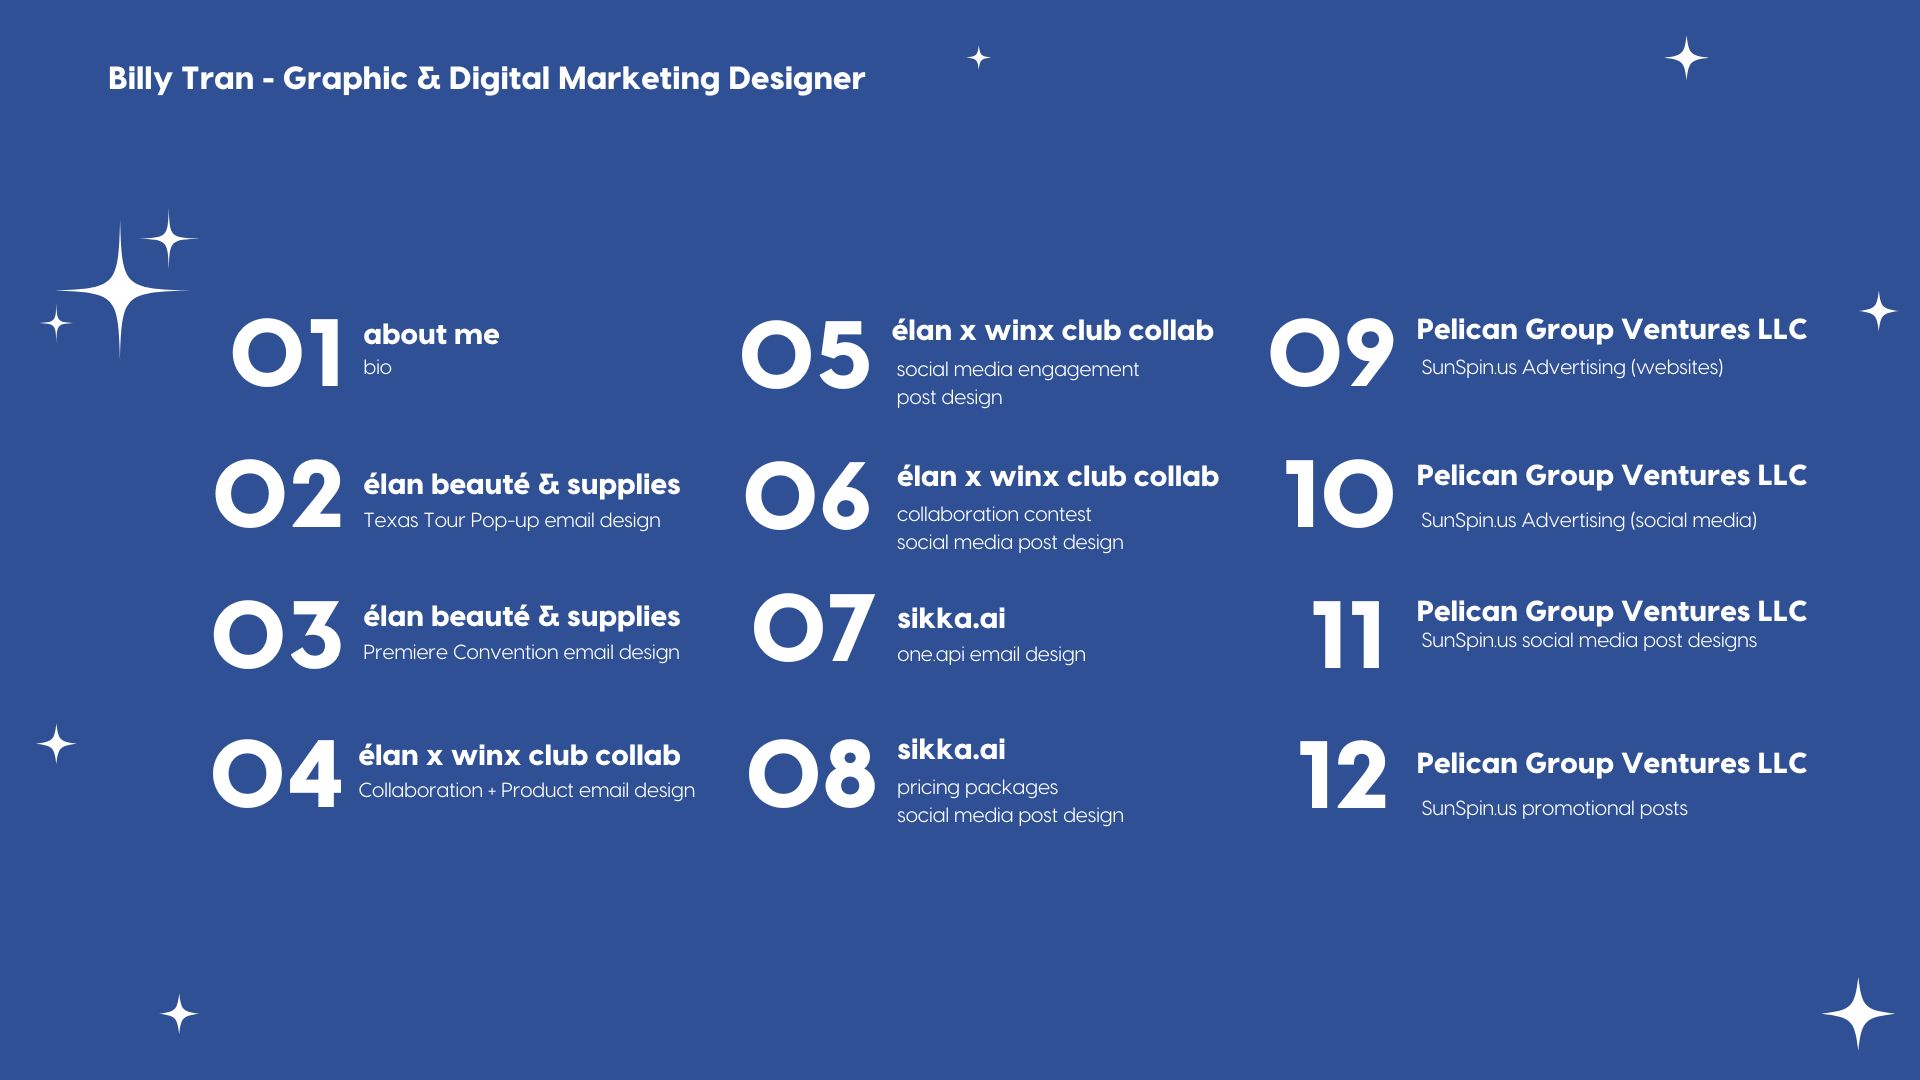 Billy Tran - Graphic & Digital Marketing Designer
01
about me
bio
02
élan beauté & supplies
Texas Tour Pop-up email design
03
élan beauté & supplies
Premiere Convention email design
04
élan x winx club collab
Collaboration + Product email design
05
élan x winx club collab
social media engagement
post design
06
élan x winx club collab
collaboration contest
social media post design
07
sikka.ai
one.api email design
08
sikka.ai
pricing packages
social media post design
09
Pelican Group Ventures LLC
SunSpin.us Advertising (websites)
10
Pelican Group Ventures LLC
SunSpin.us Advertising (social media)
11
Pelican Group Ventures LLC
SunSpin.us social media post designs
12
Pelican Group Ventures LLC
SunSpin.us promotional posts